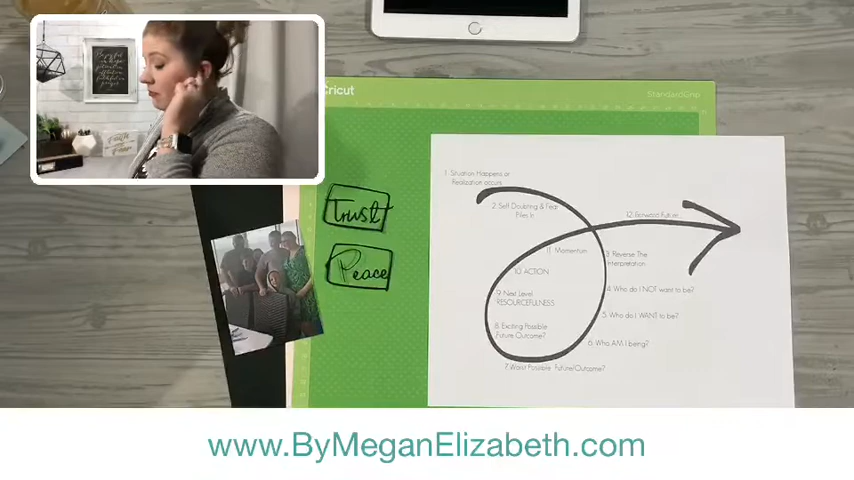 Cricut
StandardGrip
Trust
Peace
1. Situation Happens or
Realization occurs
2. Self Doubting & Fear
Flies In
12. Forward Future...
11. Momentum
3. Reverse The
Interpretation
10. ACTION
4. Who do I NOT want to be?
9. Next Level
RESOURCEFULNESS
5. Who do I WANT to be?
8. Exciting Possible
Future Outcome?
6. Who AM I being?
7. Worst Possible Future/Outcome?
www.ByMeganElizabeth.com